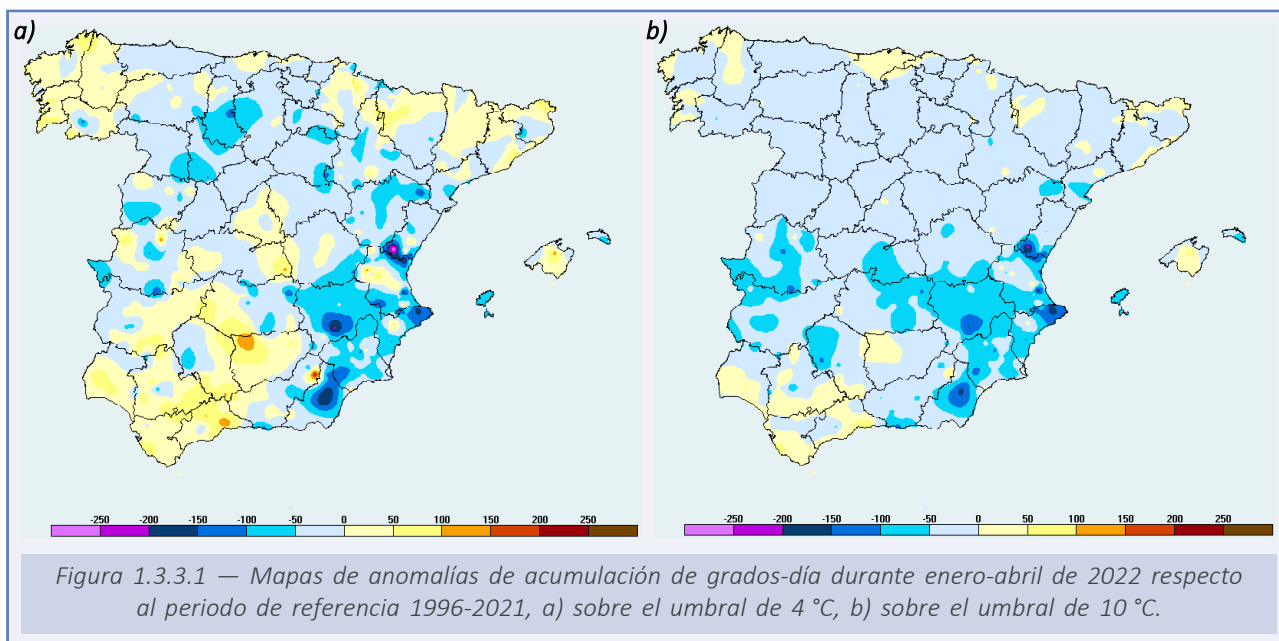 a)
b)
-250 -200 -150 -100 -50 0 50 100 150 200 250
-250 -200 -150 -100 -50 0 50 100 150 200 250
Figura 1.3.3.1 — Mapas de anomalías de acumulación de grados-día durante enero-abril de 2022 respecto
al periodo de referencia 1996-2021, a) sobre el umbral de 4 °C, b) sobre el umbral de 10 °C.